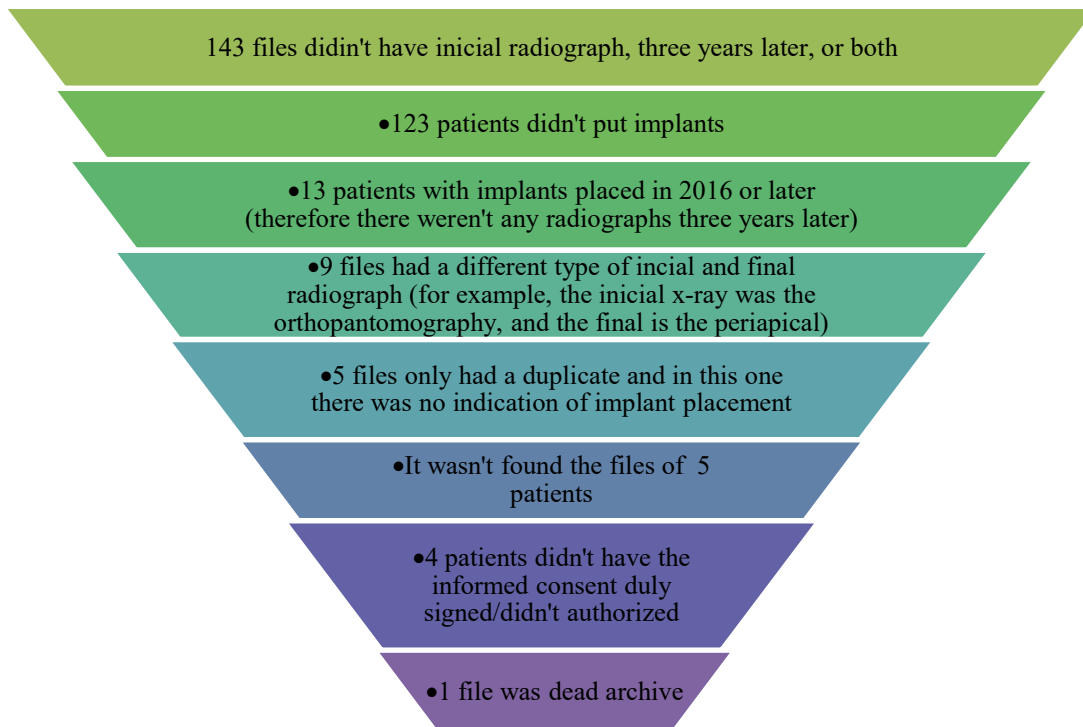 143 files didin't have inicial radiograph, three years later, or both
•123 patients didn't put implants
•13 patients with implants placed in 2016 or later
(therefore there weren't any radiographs three years later)
•9 files had a different type of incial and final
radiograph (for example, the inicial x-ray was the
orthopantomography, and the final is the periapical)
•5 files only had a duplicate and in this one
there was no indication of implant placement
•It wasn't found the files of 5
patients
•4 patients didn't have the
informed consent duly
signed/didn't authorized
•1 file was dead archive